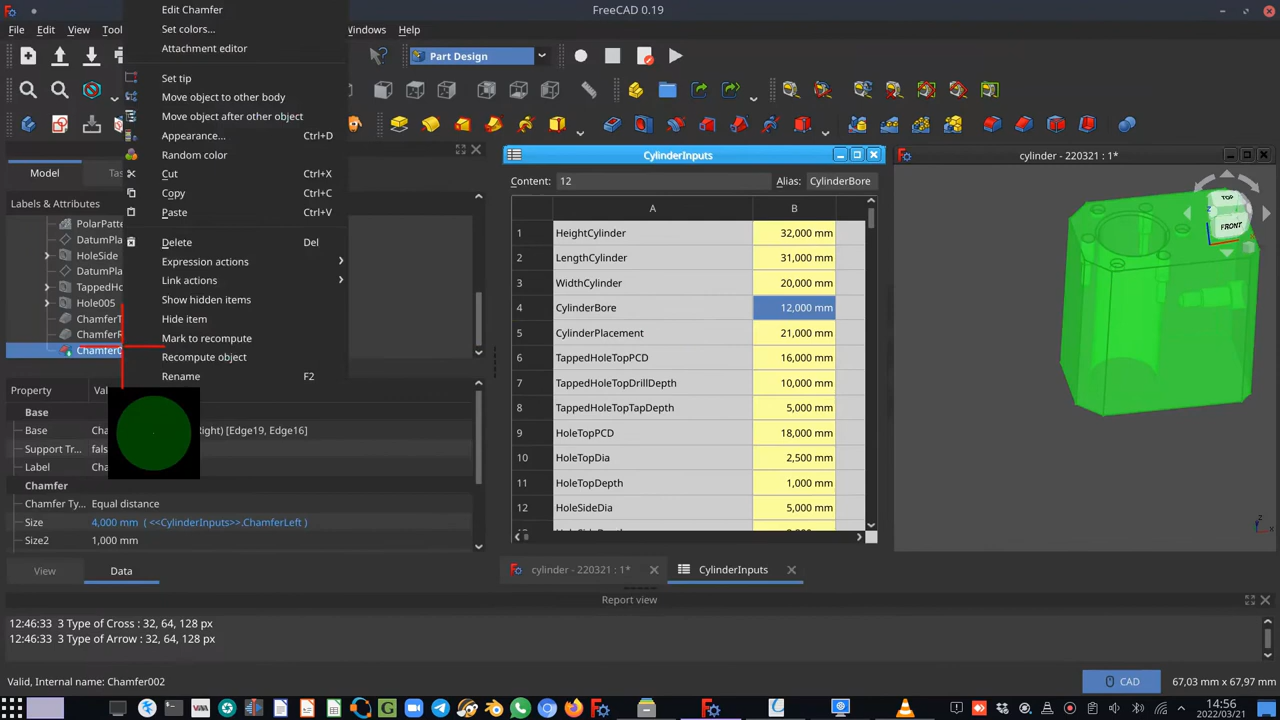 FreeCAD 0.19
File Edit View Tool Windows Help
Part Design
Edit Chamfer
Set colors...
Attachment editor
Set tip
Move object to other body
Move object after other object
Appearance... Ctrl+D
Random color
Cut Ctrl+X
Copy Ctrl+C
Paste Ctrl+V
Delete Del
Expression actions
Link actions
Show hidden items
Hide item
Mark to recompute
Recompute object
Rename F2
Model Tas
Labels & Attributes
PolarPatte
DatumPla
HoleSide
DatumPla
TappedHo
Hole005
ChamferT
ChamferR
Chamfer0
Property Val
Base
Base Cha right) [Edge19, Edge16]
Support Tr... fals
Label Cha
Chamfer
Chamfer Ty... Equal distance
Size 4,000 mm ( <<CylinderInputs>>.ChamferLeft )
Size2 1,000 mm
View Data
CylinderInputs
Content: 12 Alias: CylinderBore
A B
1 HeightCylinder 32,000 mm
2 LengthCylinder 31,000 mm
3 WidthCylinder 20,000 mm
4 CylinderBore 12,000 mm
5 CylinderPlacement 21,000 mm
6 TappedHoleTopPCD 16,000 mm
7 TappedHoleTopDrillDepth 10,000 mm
8 TappedHoleTopTapDepth 5,000 mm
9 HoleTopPCD 18,000 mm
10 HoleTopDia 2,500 mm
11 HoleTopDepth 1,000 mm
12 HoleSideDia 5,000 mm
cylinder - 220321 : 1*
TOP
FRONT
cylinder - 220321 : 1* CylinderInputs
Report view
12:46:33 3 Type of Cross : 32, 64, 128 px
12:46:33 3 Type of Arrow : 32, 64, 128 px
Valid, Internal name: Chamfer002
CAD 67,03 mm x 67,97 mm
14:56
2022/03/21